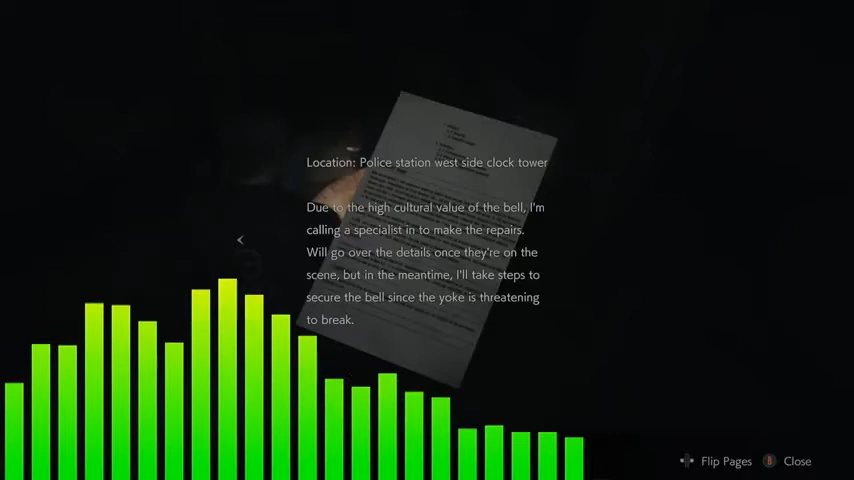 Location: Police station west side clock tower
Due to the high cultural value of the bell, I'm
calling a specialist in to make the repairs.
Will go over the details once they're on the
scene, but in the meantime, I'll take steps to
secure the bell since the yoke is threatening
to break.
Flip Pages
Close